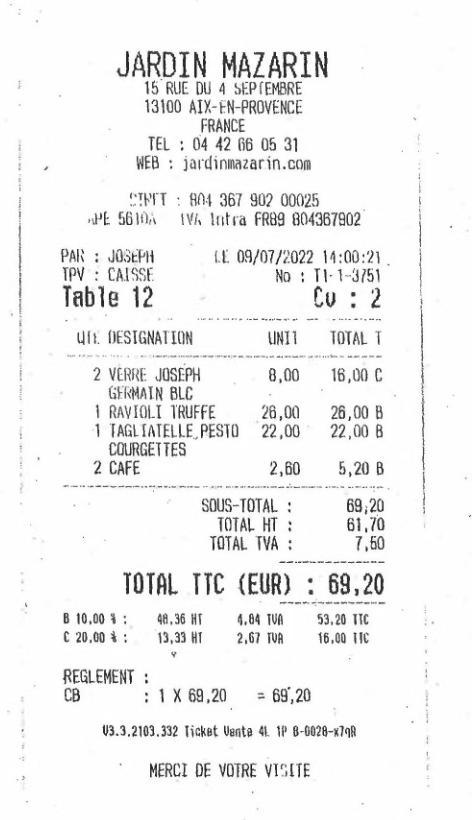 JARDIN MAZARIN
15 RUE DU 4 SEPTEMBRE
13100 AIX-EN-PROVENCE
FRANCE
TEL : 04 42 66 05 31
WEB : jardinmazarin.com
SIRET : 804 367 902 00025
APE 5610A TVA Intra FR89 804367902
PAR : JOSEPH LE 09/07/2022 14:00:21
TPV : CAISSE No : T1-1-3751
Table 12 Cv : 2
QTE DESIGNATION UNIT TOTAL T
2 VERRE JOSEPH 8,00 16,00 C
GERMAIN BLC
1 RAVIOLI TRUFFE 26,00 26,00 B
1 TAGLIATELLE PESTO 22,00 22,00 B
COURGETTES
2 CAFE 2,60 5,20 B
SOUS-TOTAL : 69,20
TOTAL HT : 61,70
TOTAL TVA : 7,50
TOTAL TTC (EUR) : 69,20
B 10,00 % : 48,36 HT 4,84 TVA 53,20 TTC
C 20,00 % : 13,33 HT 2,67 TVA 16,00 TTC
REGLEMENT :
CB : 1 X 69,20 = 69,20
V3.3.2103.332 Ticket Vente 4L 1P B-0028-x7qR
MERCI DE VOTRE VISITE